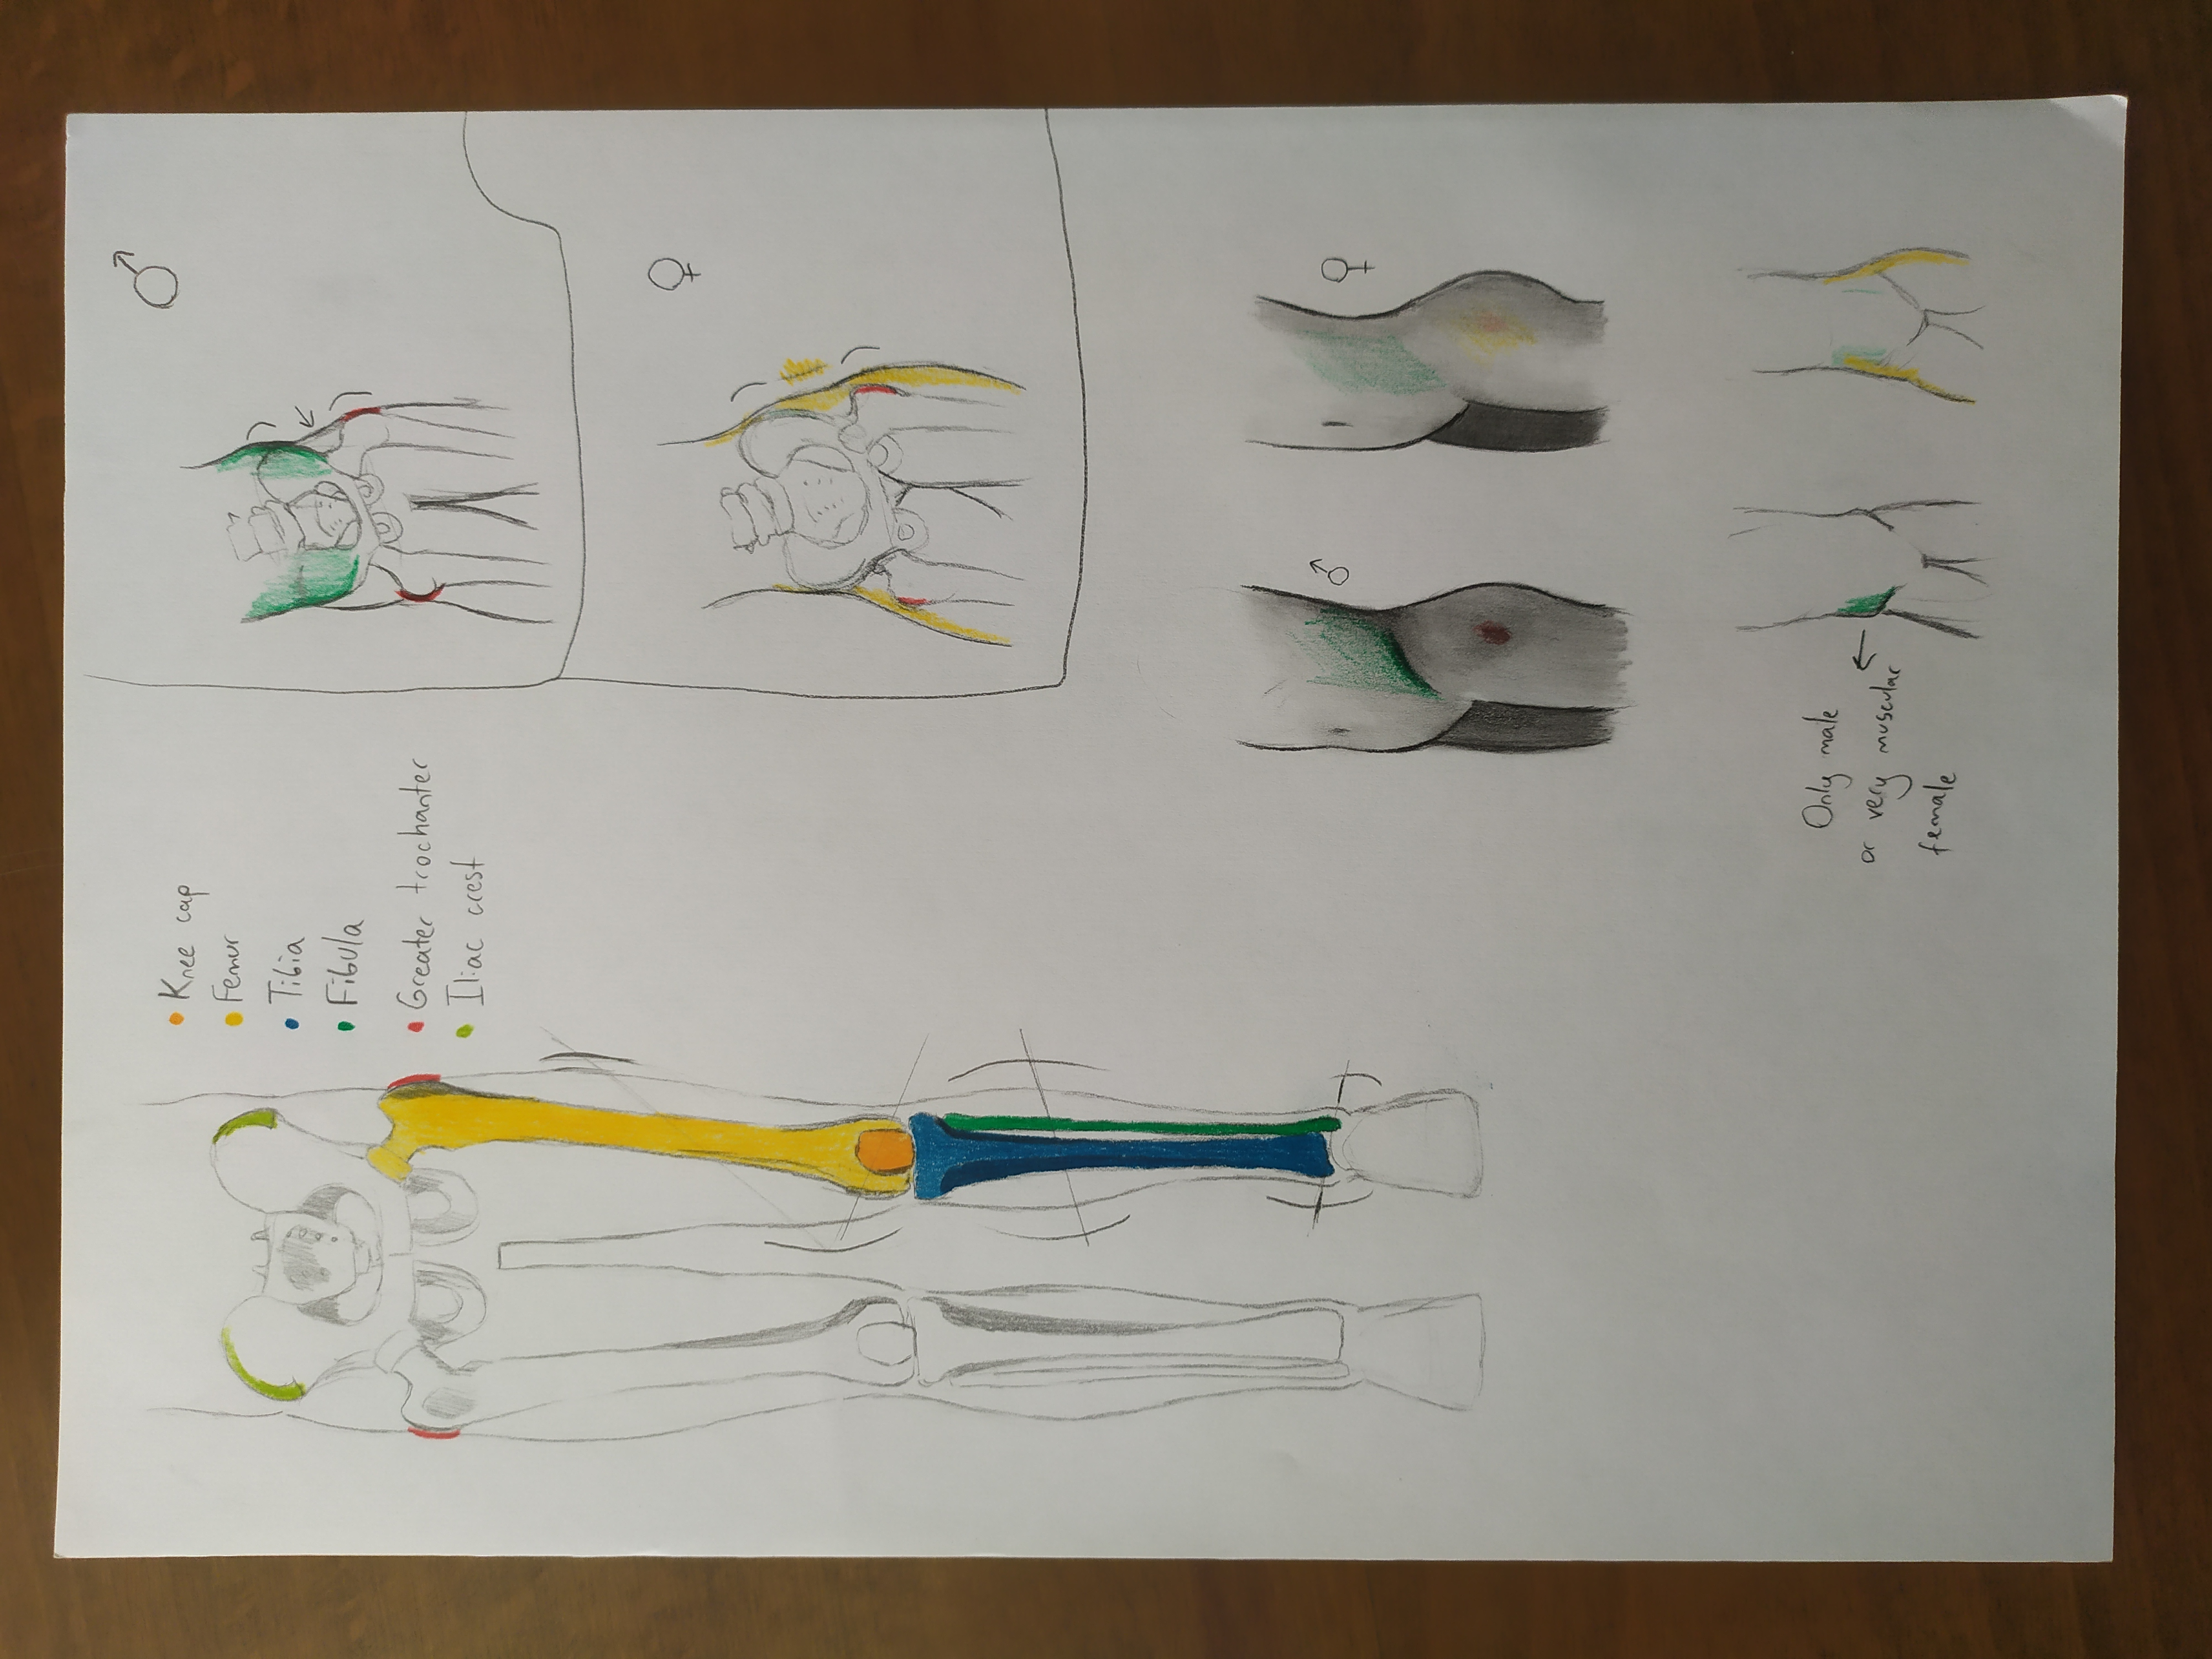 Knee cap
Femur
Tibia
Fibula
Greater trochanter
Iliac crest
♂
♀
♂
♀
Only male
or very muscular
female